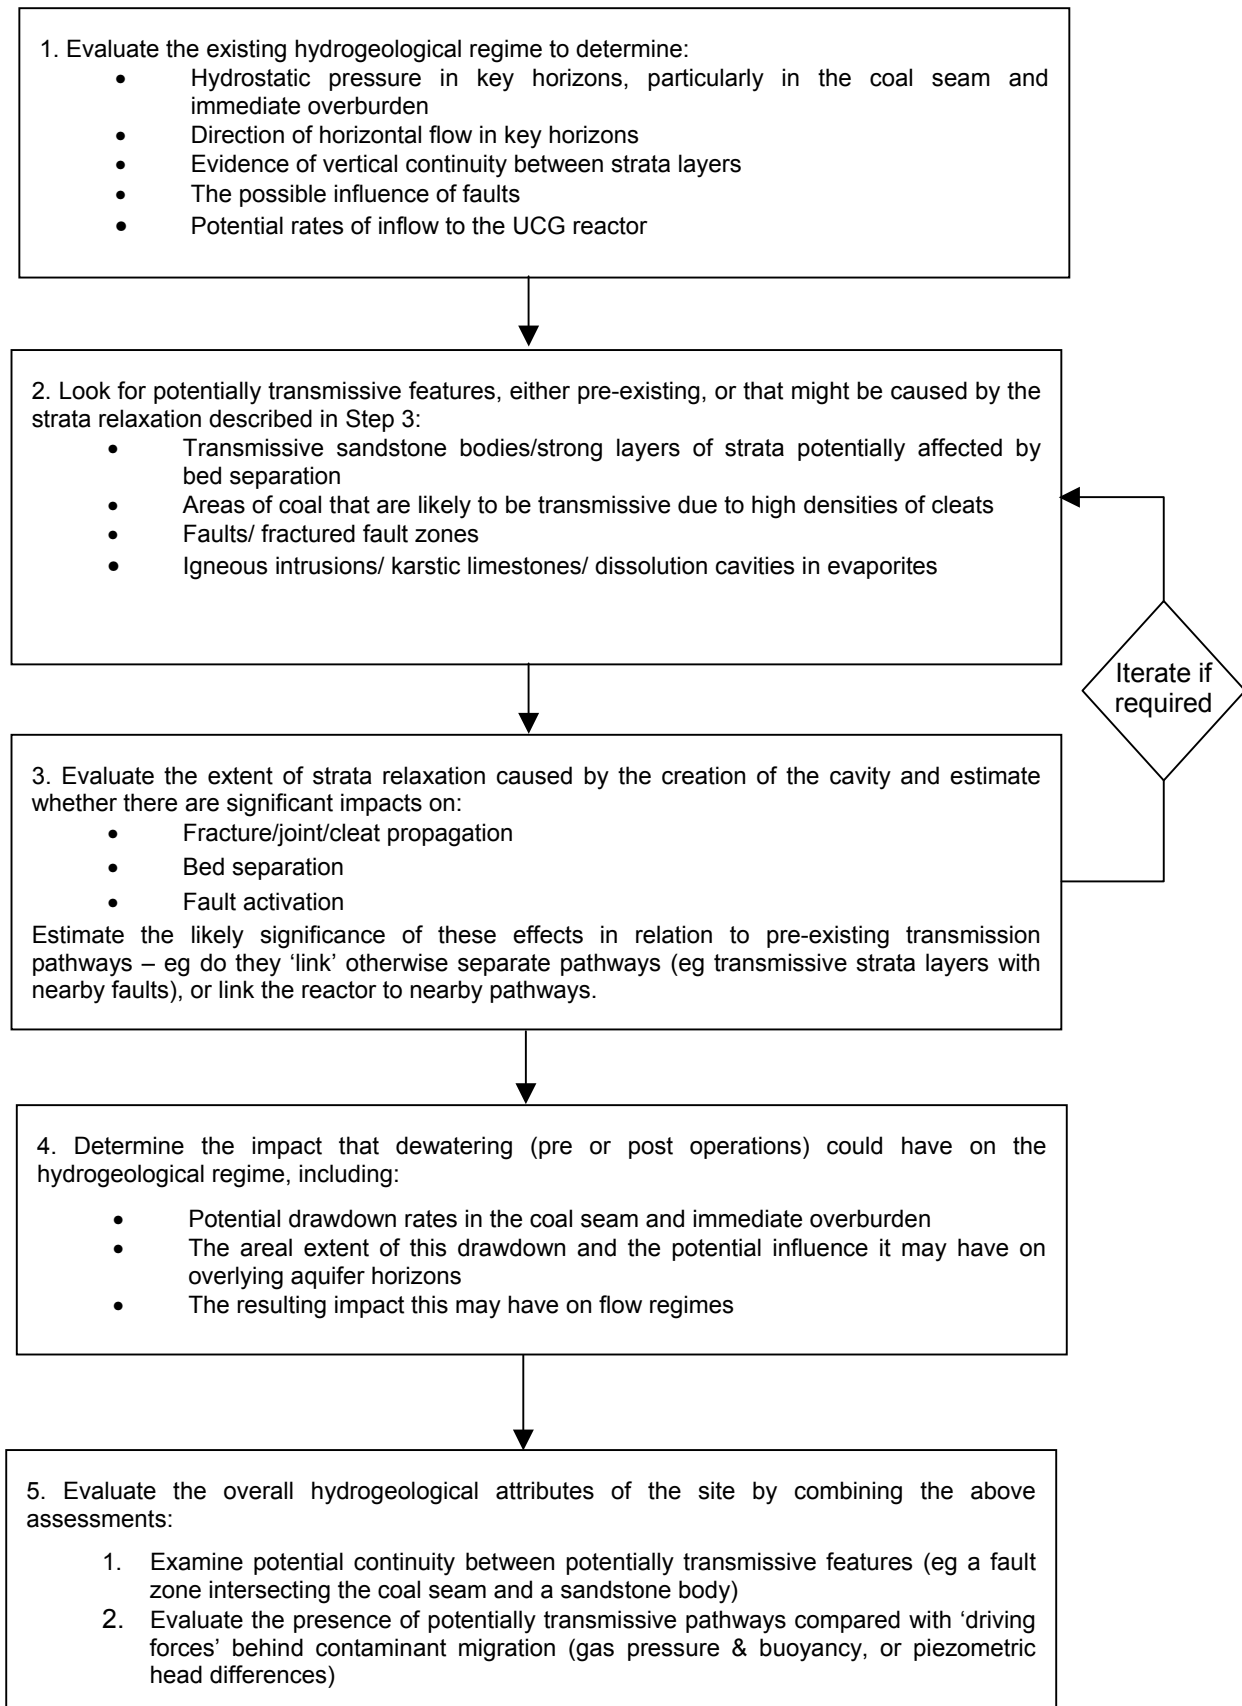 1. Evaluate the existing hydrogeological regime to determine:
• Hydrostatic pressure in key horizons, particularly in the coal seam and
immediate overburden
• Direction of horizontal flow in key horizons
• Evidence of vertical continuity between strata layers
• The possible influence of faults
• Potential rates of inflow to the UCG reactor
2. Look for potentially transmissive features, either pre-existing, or that might be caused by the
strata relaxation described in Step 3:
• Transmissive sandstone bodies/strong layers of strata potentially affected by
bed separation
• Areas of coal that are likely to be transmissive due to high densities of cleats
• Faults/ fractured fault zones
• Igneous intrusions/ karstic limestones/ dissolution cavities in evaporites
Iterate if
required
3. Evaluate the extent of strata relaxation caused by the creation of the cavity and estimate
whether there are significant impacts on:
• Fracture/joint/cleat propagation
• Bed separation
• Fault activation
Estimate the likely significance of these effects in relation to pre-existing transmission
pathways – eg do they ‘link’ otherwise separate pathways (eg transmissive strata layers with
nearby faults), or link the reactor to nearby pathways.
4. Determine the impact that dewatering (pre or post operations) could have on the
hydrogeological regime, including:
• Potential drawdown rates in the coal seam and immediate overburden
• The areal extent of this drawdown and the potential influence it may have on
overlying aquifer horizons
• The resulting impact this may have on flow regimes
5. Evaluate the overall hydrogeological attributes of the site by combining the above
assessments:
1. Examine potential continuity between potentially transmissive features (eg a fault
zone intersecting the coal seam and a sandstone body)
2. Evaluate the presence of potentially transmissive pathways compared with ‘driving
forces’ behind contaminant migration (gas pressure & buoyancy, or piezometric
head differences)